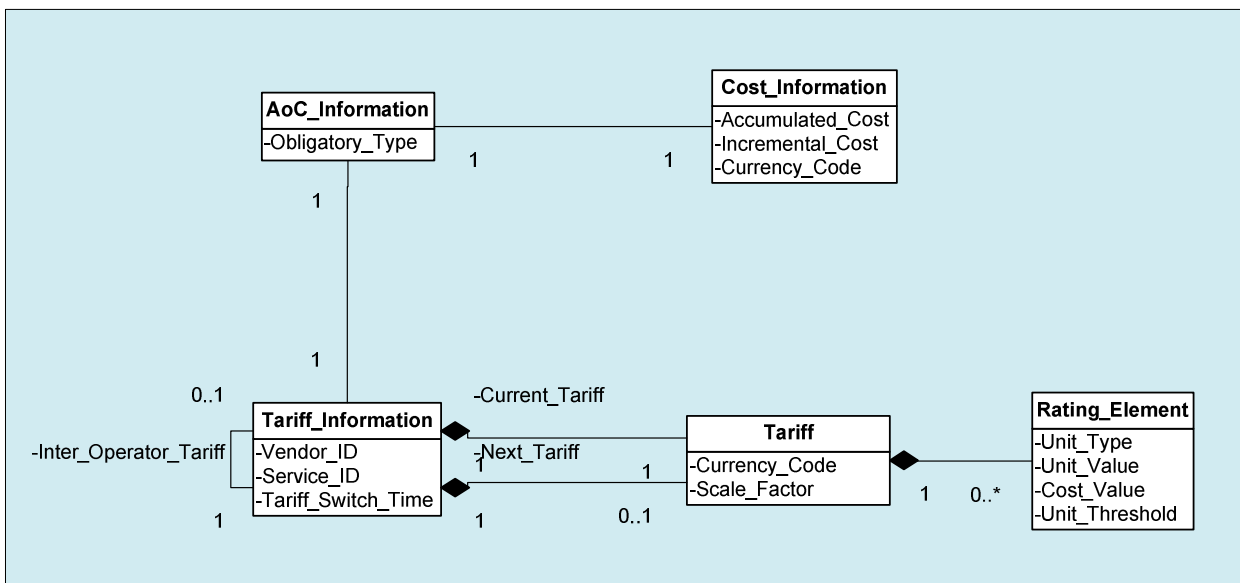 AoC_Information
-Obligatory_Type
Cost_Information
-Accumulated_Cost
-Incremental_Cost
-Currency_Code
1
1
1
1
0..1
-Inter_Operator_Tariff
1
Tariff_Information
-Vendor_ID
-Service_ID
-Tariff_Switch_Time
-Current_Tariff
-Next_Tariff
1
1
1
0..1
Tariff
-Currency_Code
-Scale_Factor
1
0..*
Rating_Element
-Unit_Type
-Unit_Value
-Cost_Value
-Unit_Threshold